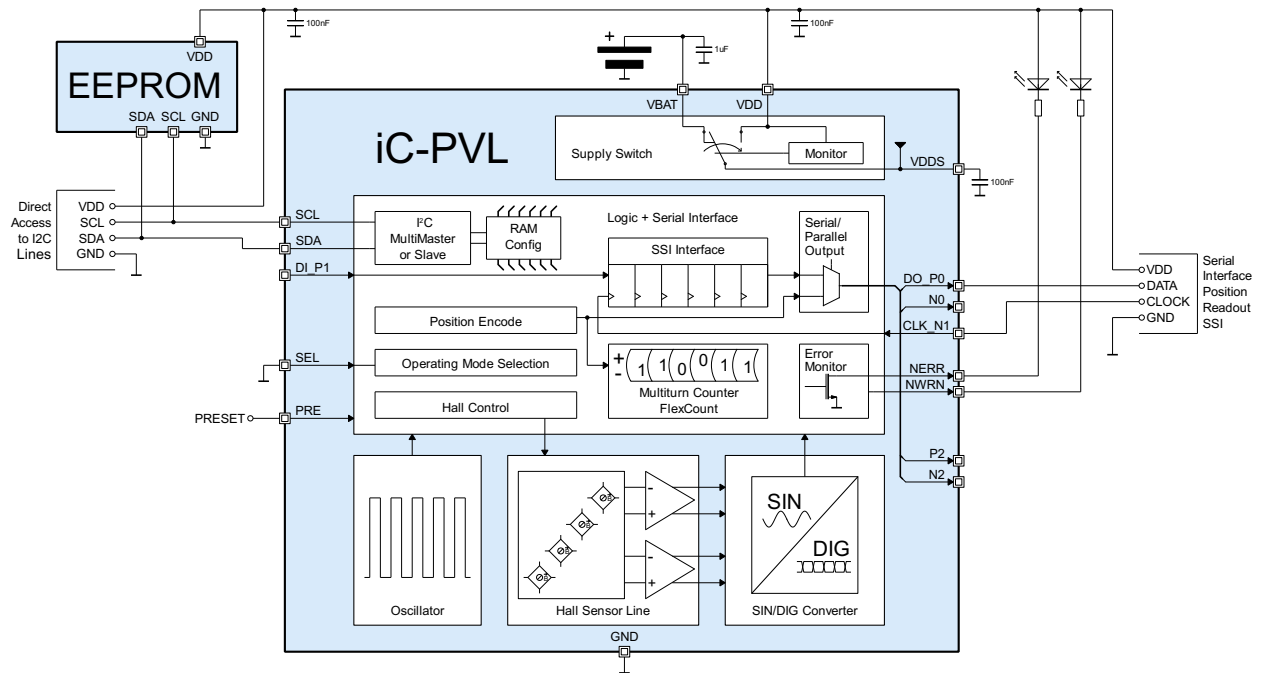 100nF
100nF
VDD
EEPROM
SDA
SCL
GND
1uF
VBAT
VDD
iC-PVL
Supply Switch
Monitor
VDDS
100nF
Direct
Access
to I2C
Lines
VDD
SCL
SDA
GND
SCL
SDA
DI_P1
I²C
MultiMaster
or Slave
RAM
Config
Logic + Serial Interface
SSI Interface
Serial/
Parallel
Output
DO_P0
N0
CLK_N1
VDD
DATA
CLOCK
GND
Serial
Interface
Position
Readout
SSI
Position Encode
SEL
Operating Mode Selection
+
-
1 1 0 0 1 1
Multiturn Counter
FlexCount
Error
Monitor
NERR
NWRN
PRESET
PRE
Hall Control
P2
N2
Oscillator
-
+
-
+
Hall Sensor Line
SIN
DIG
SIN/DIG Converter
GND
+